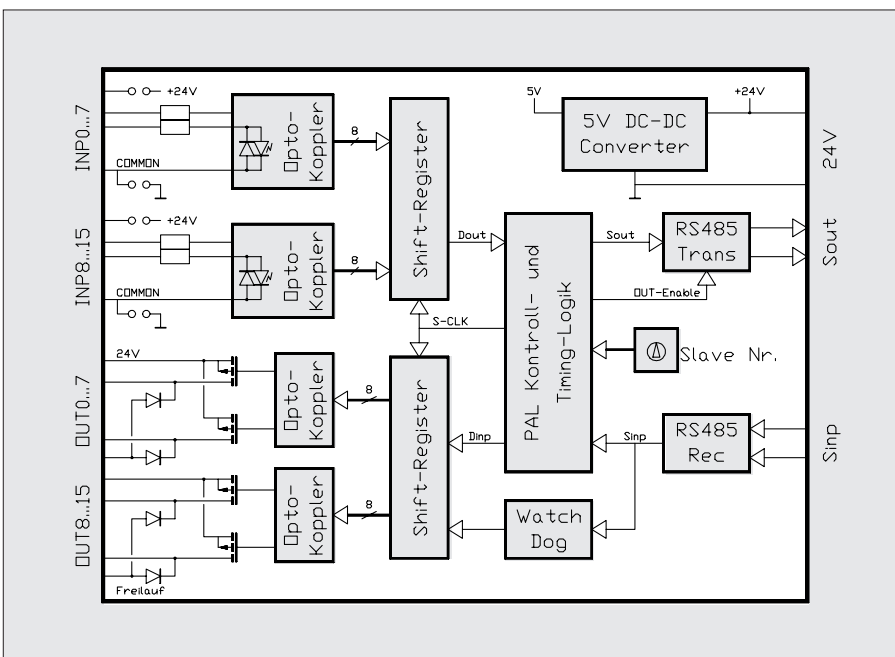 INP0...7
+24V
COMMON
Opto-
Koppler
8
INP8...15
+24V
COMMON
Opto-
Koppler
8
Shift-Register
5V
+24V
5V DC-DC
Converter
24V
Dout
S-CLK
PAL Kontroll- und
Timing-Logik
Sout
RS485
Trans
Sout
OUT-Enable
Slave Nr.
OUT0...7
24V
Opto-
Koppler
8
OUT8...15
Freilauf
Opto-
Koppler
8
Shift-Register
Dinp
Sinp
RS485
Rec
Sinp
Watch
Dog